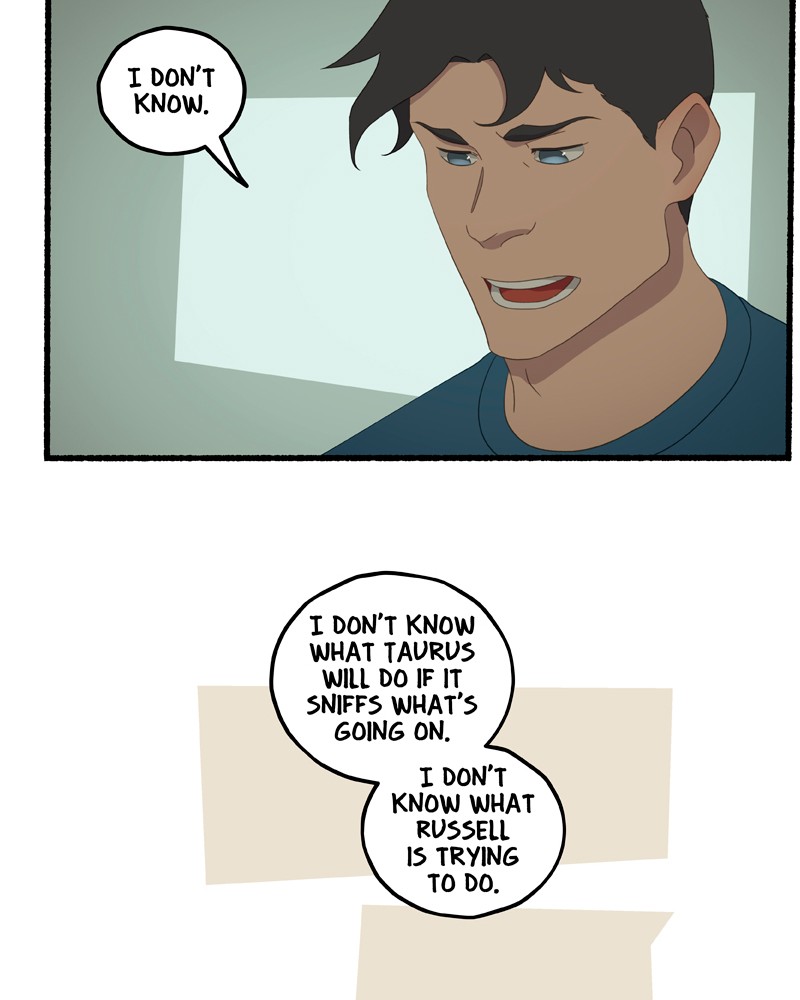 I DON'T
KNOW.
I DON'T KNOW
WHAT TAURUS
WILL DO IF IT
SNIFFS WHAT'S
GOING ON.
I DON'T
KNOW WHAT
RUSSELL
IS TRYING
TO DO.